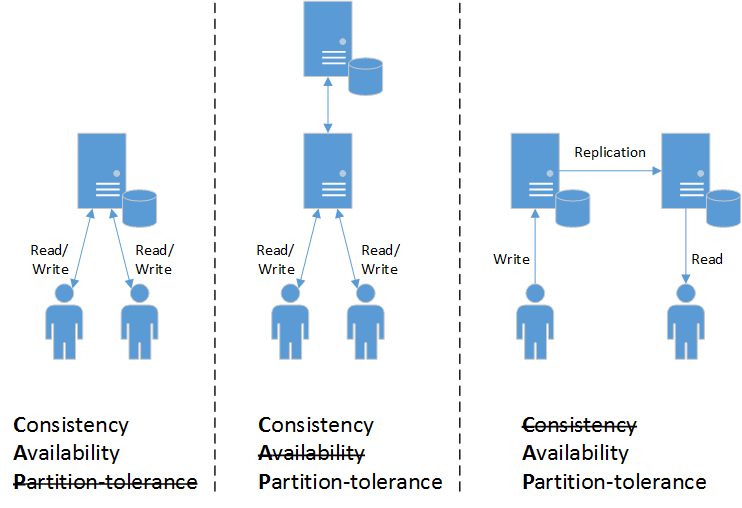 Read/
Write
Read/
Write
Consistency
Availability
Partition-tolerance
Read/
Write
Read/
Write
Consistency
Availability
Partition-tolerance
Replication
Write
Read
Consistency
Availability
Partition-tolerance